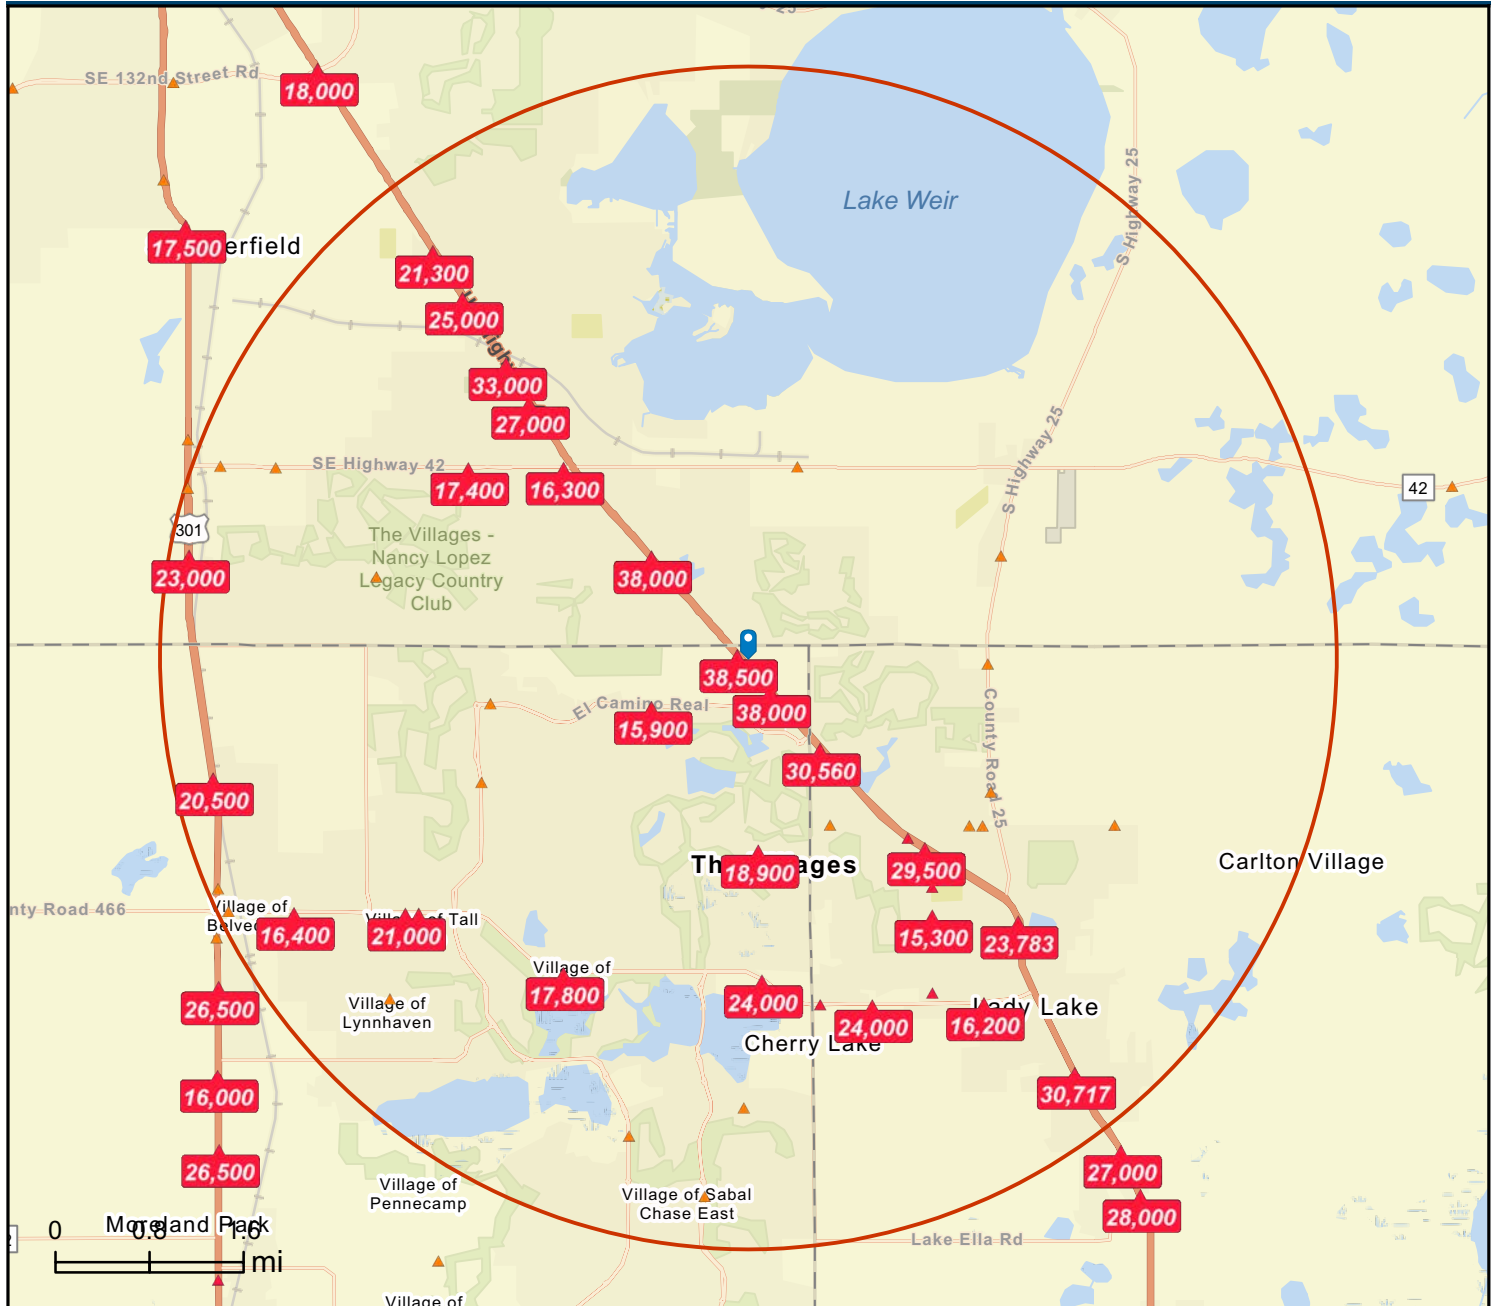 SE 132nd Street Rd
18,000
S Highway 25
Lake Weir
17,500
erfield
21,300
25,000
33,000
27,000
S Highway 25
SE Highway 42
17,400
16,300
42
301
The Villages -
Nancy Lopez
Legacy Country
Club
23,000
38,000
38,500
El Camino Real
38,000
15,900
County Road 25
30,560
20,500
Th
ages
18,900
29,500
Carlton Village
nty Road 466
Village of
Belve
16,400
Tall
21,000
15,300
23,783
Village of
17,800
24,000
Village of
Lynnhaven
26,500
Lady Lake
24,000
16,200
Cherry Lake
16,000
30,717
26,500
27,000
Village of
Pennecamp
Village of Sabal
Chase East
28,000
Moreland Park
0 0.8 1.6
mi
Lake Ella Rd
Village of